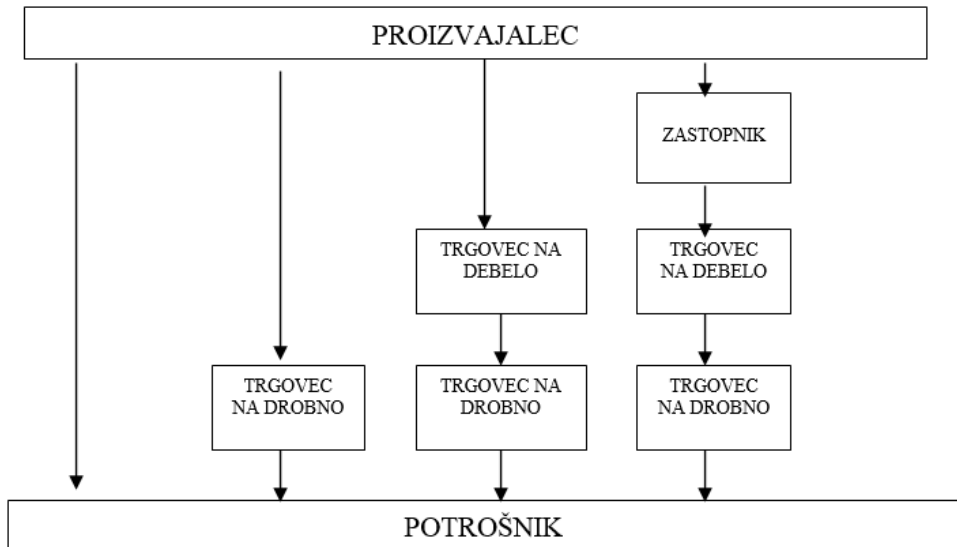 PROIZVAJALEC
ZASTOPNIK
TRGOVEC NA
DEBELO
TRGOVEC
NA DEBELO
TRGOVEC
NA DROBNO
TRGOVEC NA
DROBNO
TRGOVEC
NA DROBNO
POTROŠNIK